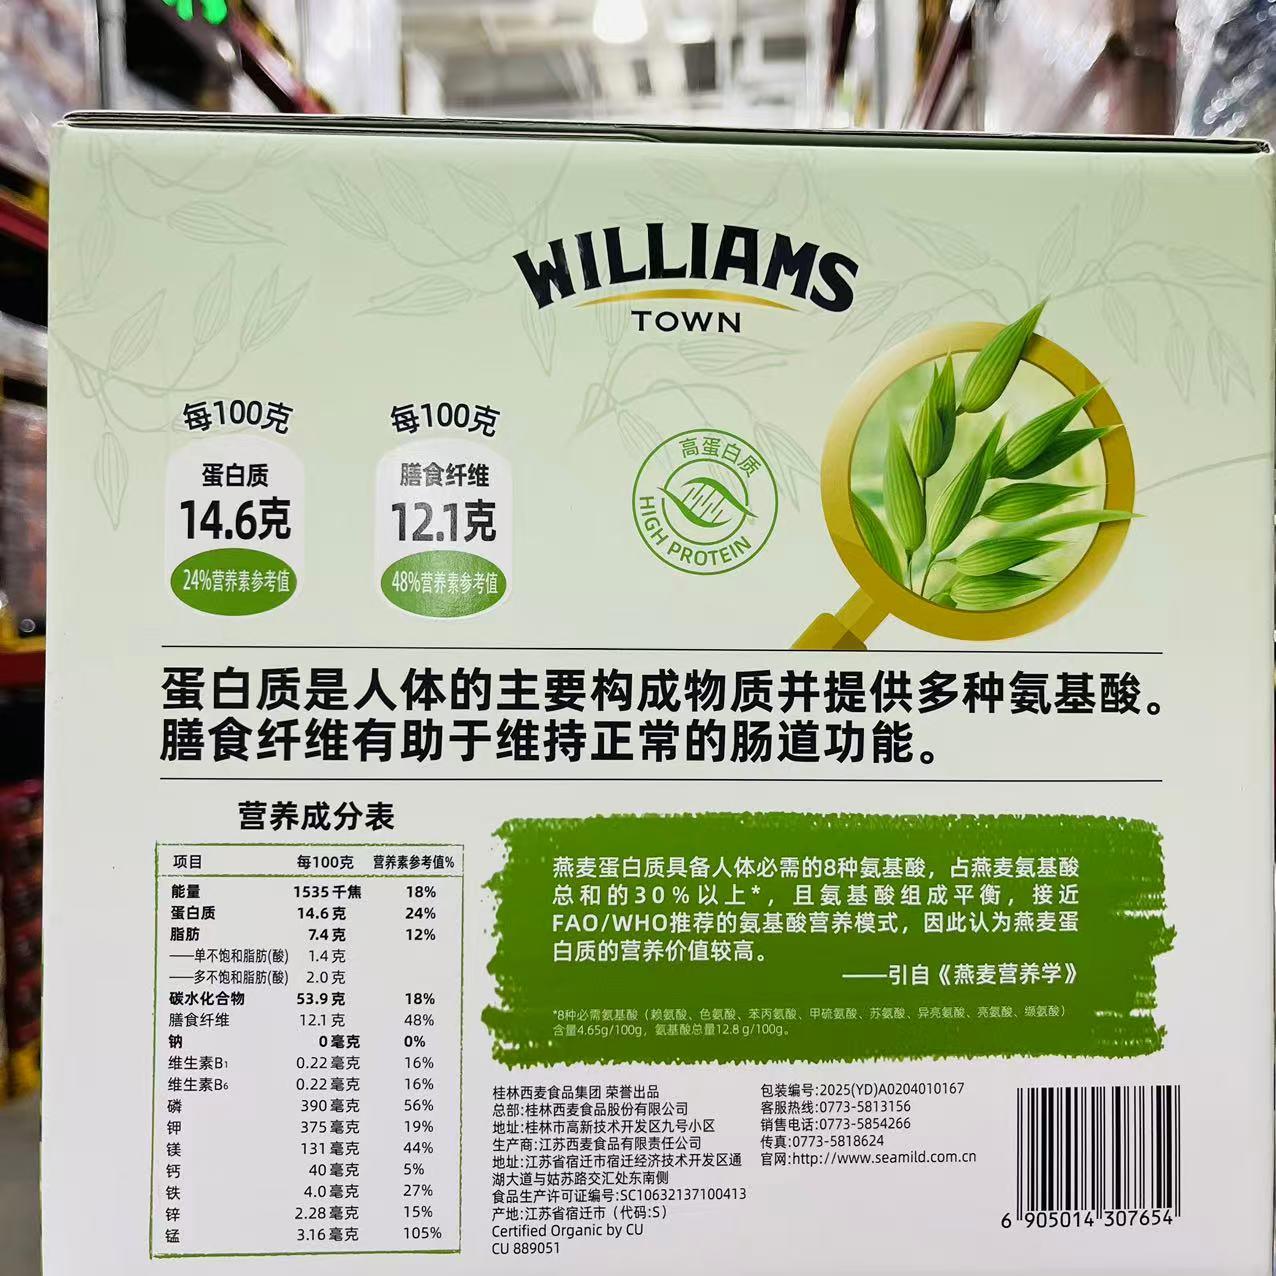 WILLIAMS
TOWN
每100克
蛋白质
14.6克
24%营养素参考值
每100克
膳食纤维
12.1克
48%营养素参考值
高蛋白质
HIGH PROTEIN
蛋白质是人体的主要构成物质并提供多种氨基酸。
膳食纤维有助于维持正常的肠道功能。
营养成分表
项目 每100克 营养素参考值%
能量 1535 千焦 18%
蛋白质 14.6 克 24%
脂肪 7.4 克 12%
——单不饱和脂肪(酸) 1.4 克
——多不饱和脂肪(酸) 2.0 克
碳水化合物 53.9 克 18%
膳食纤维 12.1 克 48%
钠 0 毫克 0%
维生素B₁ 0.22 毫克 16%
维生素B₆ 0.22 毫克 16%
磷 390 毫克 56%
钾 375 毫克 19%
镁 131 毫克 44%
钙 40 毫克 5%
铁 4.0 毫克 27%
锌 2.28 毫克 15%
锰 3.16 毫克 105%
燕麦蛋白质具备人体必需的8种氨基酸，占燕麦氨基酸
总和的30%以上*，且氨基酸组成平衡，接近
FAO/WHO推荐的氨基酸营养模式，因此认为燕麦蛋
白质的营养价值较高。
——引自《燕麦营养学》
*8种必需氨基酸（赖氨酸、色氨酸、苯丙氨酸、甲硫氨酸、苏氨酸、异亮氨酸、亮氨酸、缬氨酸）
含量4.65g/100g，氨基酸总量12.8 g/100g。
桂林西麦食品集团 荣誉出品
总部:桂林西麦食品股份有限公司
地址:桂林市高新技术开发区九号小区
生产商:江苏西麦食品有限责任公司
地址:江苏省宿迁市宿迁经济技术开发区通
湖大道与姑苏路交汇处东南侧
食品生产许可证编号:SC10632137100413
产地:江苏省宿迁市（代码:S）
Certified Organic by CU
CU 889051
包装编号:2025(YD)A0204010167
客服热线:0773-5813156
销售电话:0773-5854266
传真:0773-5818624
官网:http://www.seamild.com.cn
6 905014 307654